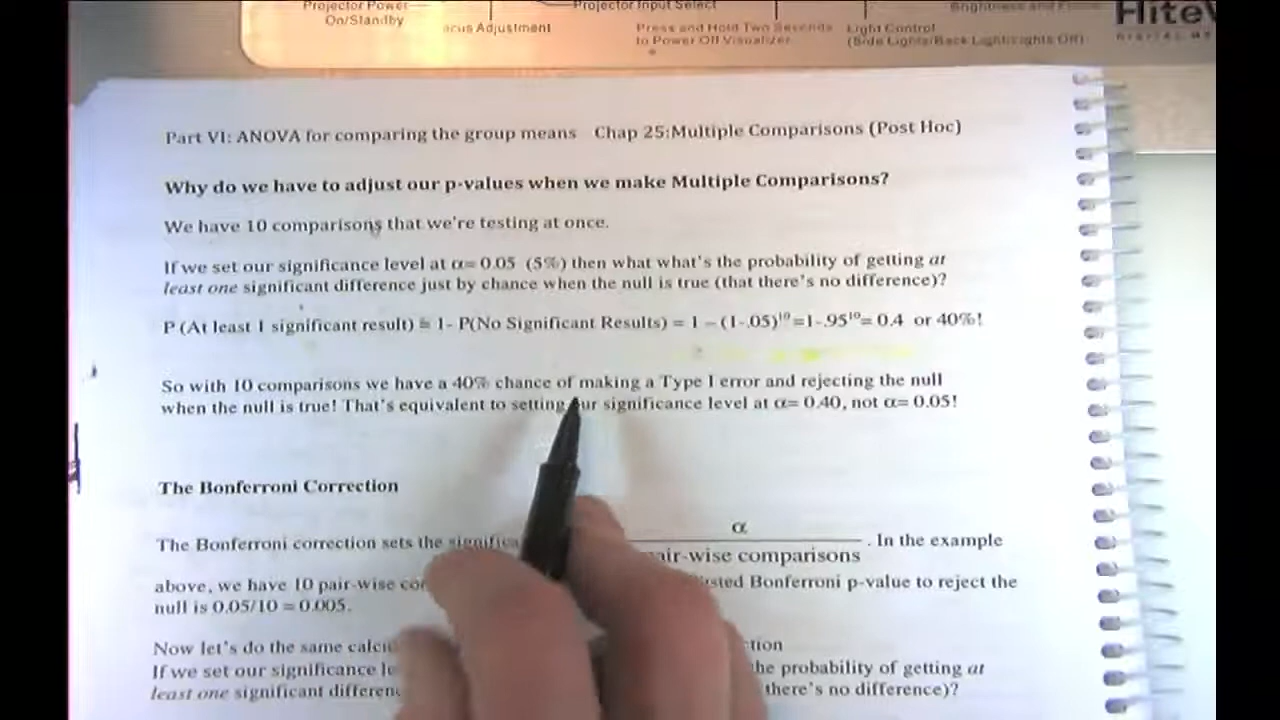 Projector Power
On/Standby
Focus Adjustment
Projector Input Select
Press and Hold Two Seconds
to Power Off Visualizer
Light Control
(Side Lights/Back Light/Lights Off)
Brightness and
Part VI: ANOVA for comparing the group means Chap 25:Multiple Comparisons (Post Hoc)
Why do we have to adjust our p-values when we make Multiple Comparisons?
We have 10 comparisons that we're testing at once.
If we set our significance level at α= 0.05 (5%) then what what's the probability of getting at
least one significant difference just by chance when the null is true (that there's no difference)?
P (At least 1 significant result) = 1- P(No Significant Results) = 1 – (1-.05)¹⁰ =1-.95¹⁰= 0.4 or 40%!
So with 10 comparisons we have a 40% chance of making a Type I error and rejecting the null
when the null is true! That's equivalent to setting our significance level at α= 0.40, not α= 0.05!
The Bonferroni Correction
α
The Bonferroni correction sets the . In the example
pair-wise comparisons
above, we have 10 pair-wise Bonferroni p-value to reject the
null is 0.05/10 = 0.005.
Now let's do the same
If we set our significance the probability of getting at
least one significant there's no difference)?